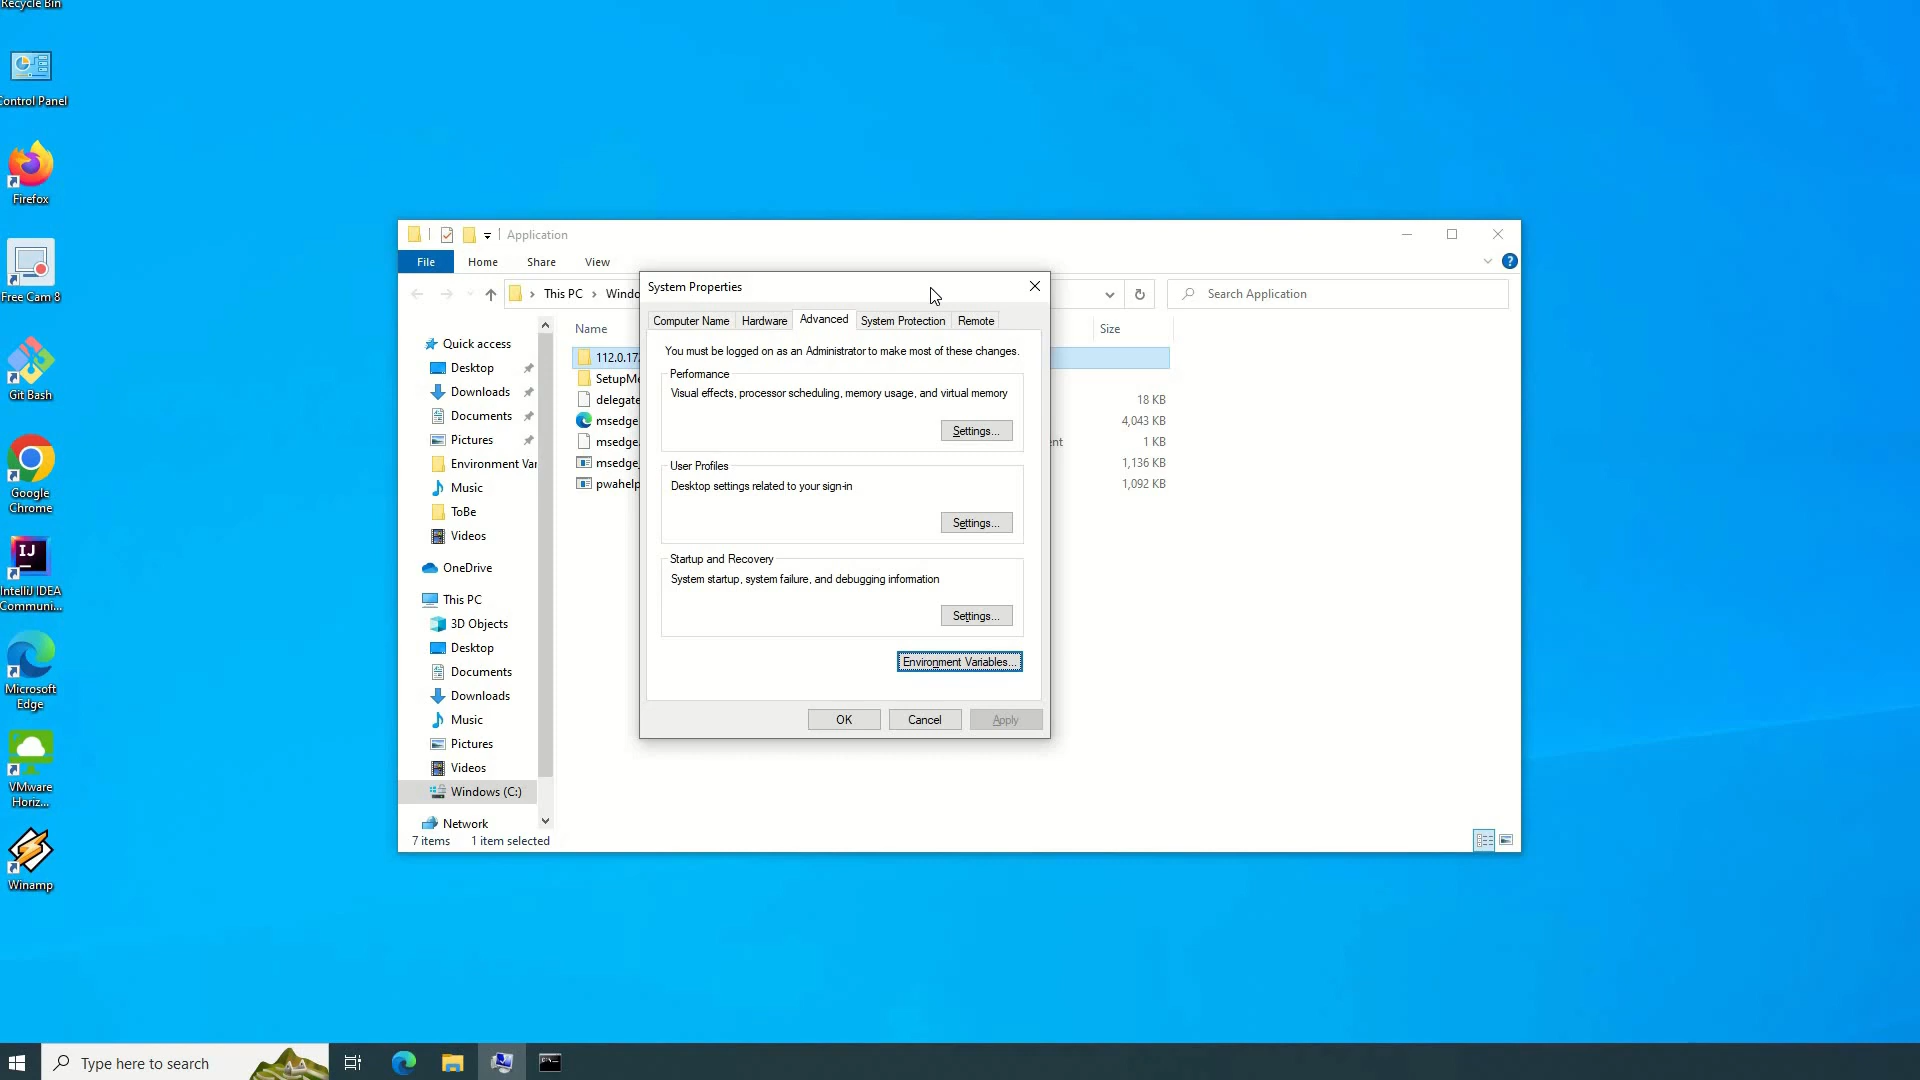 Recycle Bin
Control Panel
Firefox
Free Cam 8
Git Bash
Google
Chrome
IJ
IntelliJ IDEA
Communi...
Microsoft
Edge
VMware
Horiz...
Winamp
Application
File
Home
Share
View
This PC
Search Application
Quick access
Desktop
Downloads
Documents
Pictures
Music
ToBe
Videos
OneDrive
This PC
3D Objects
Desktop
Documents
Downloads
Music
Pictures
Videos
Windows (C:)
Network
7 items
1 item selected
Name
Size
112.0.17
delegate
msedge
msedge
msedge
18 KB
4,043 KB
1 KB
1,136 KB
1,092 KB
System Properties
Computer Name
Hardware
Advanced
System Protection
Remote
You must be logged on as an Administrator to make most of these changes.
Performance
Visual effects, processor scheduling, memory usage, and virtual memory
Settings...
User Profiles
Desktop settings related to your sign-in
Settings...
Startup and Recovery
System startup, system failure, and debugging information
Settings...
Environment Variables...
OK
Cancel
Apply
Type here to search